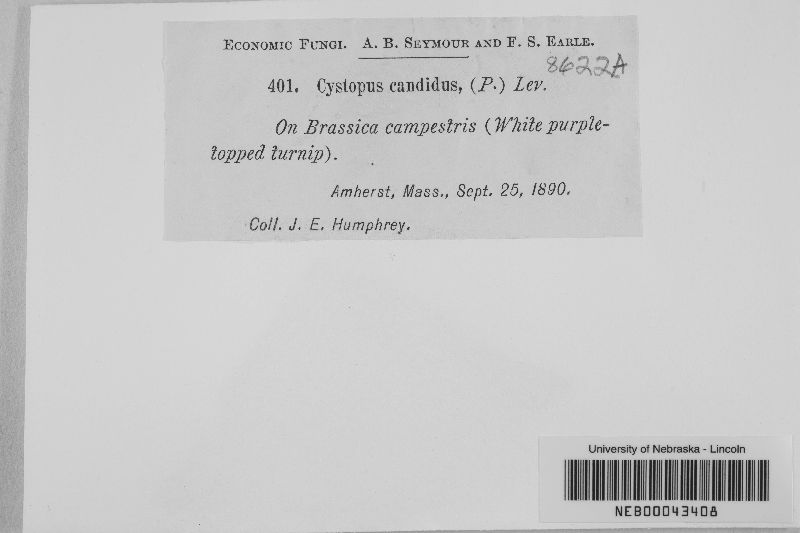 Economic Fungi. A. B. Seymour and F. S. Earle.
8622A
401. Cystopus candidus, (P.) Lev.
On Brassica campestris (White purple-
topped turnip).
Amherst, Mass., Sept. 25, 1890.
Coll. J. E. Humphrey.
University of Nebraska - Lincoln
NEB00043408